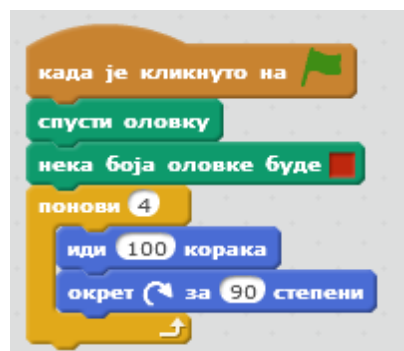 када је кликнуто на
спусти оловку
нека боја оловке буде
понови 4
иди 100 корака
окрет за 90 степени